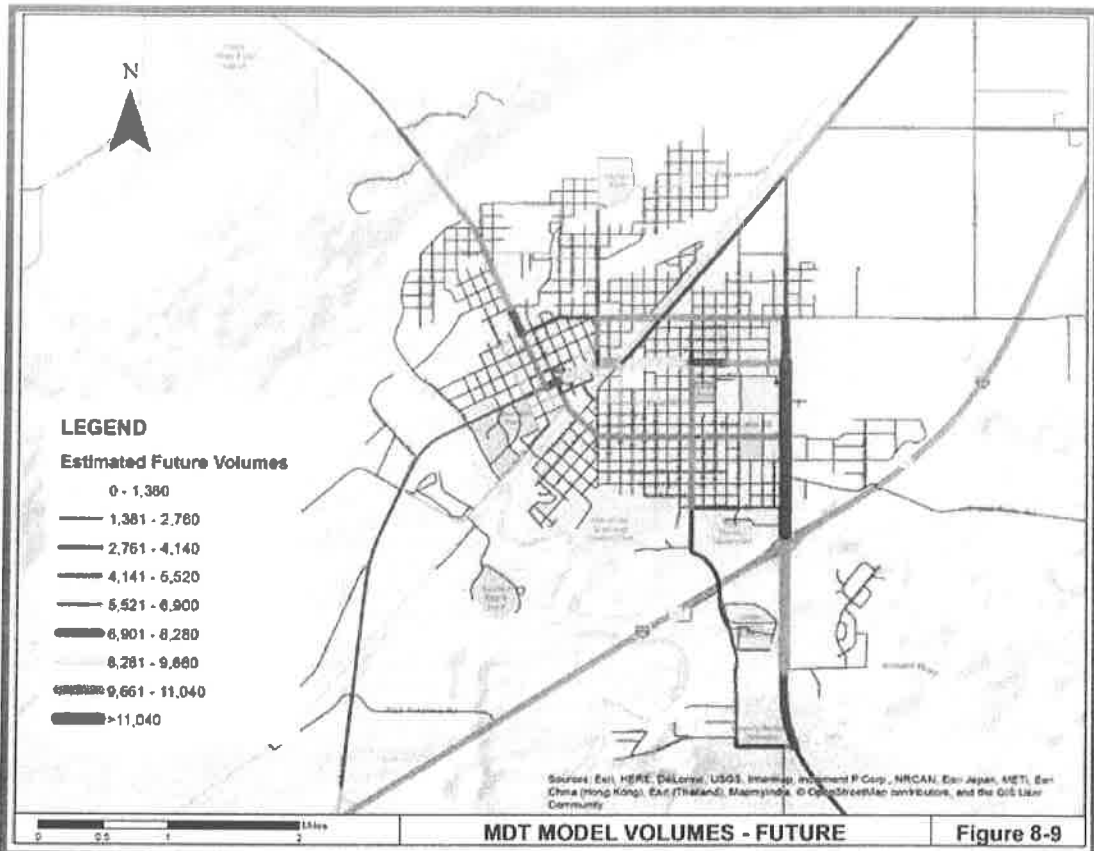 N
LEGEND
Estimated Future Volumes
0 - 1,380
1,381 - 2,760
2,761 - 4,140
4,141 - 5,520
5,521 - 6,900
6,901 - 8,280
8,281 - 9,660
9,661 - 11,040
>11,040
Sources: Esri, HERE, DeLorme, USGS, Intermap, increment P Corp., NRCAN, Esri Japan, METI, Esri
China (Hong Kong), Esri (Thailand), MapmyIndia, © OpenStreetMap contributors, and the GIS User
Community
0 0.5 1 2 Miles
MDT MODEL VOLUMES - FUTURE
Figure 8-9